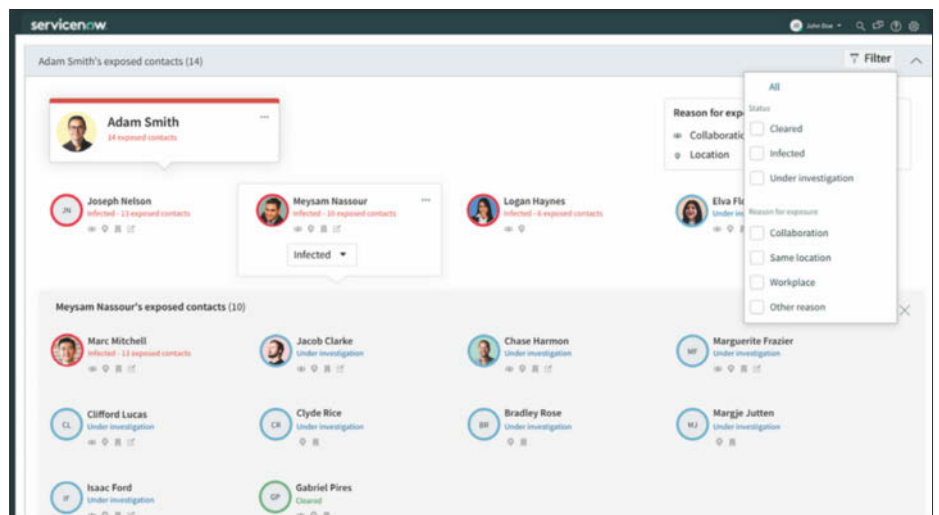 servicenow
JD John Doe
Adam Smith's exposed contacts (14)
Filter
All
Status
Cleared
Infected
Under investigation
Reason for exposure
Collaboration
Same location
Workplace
Other reason
Adam Smith
14 exposed contacts
Reason for exp
Collaboratio
Location
JN
Joseph Nelson
Infected - 13 exposed contacts
Meysam Nassour
Infected - 10 exposed contacts
Infected
Logan Haynes
Infected - 6 exposed contacts
Elva Fl
Under inve
Meysam Nassour's exposed contacts (10)
Marc Mitchell
Infected - 13 exposed contacts
Jacob Clarke
Under investigation
Chase Harmon
Under investigation
MF
Marguerite Frazier
Under investigation
CL
Clifford Lucas
Under investigation
CR
Clyde Rice
Under investigation
BR
Bradley Rose
Under investigation
MJ
Margje Jutten
Under investigation
IF
Isaac Ford
Under investigation
GP
Gabriel Pires
Cleared